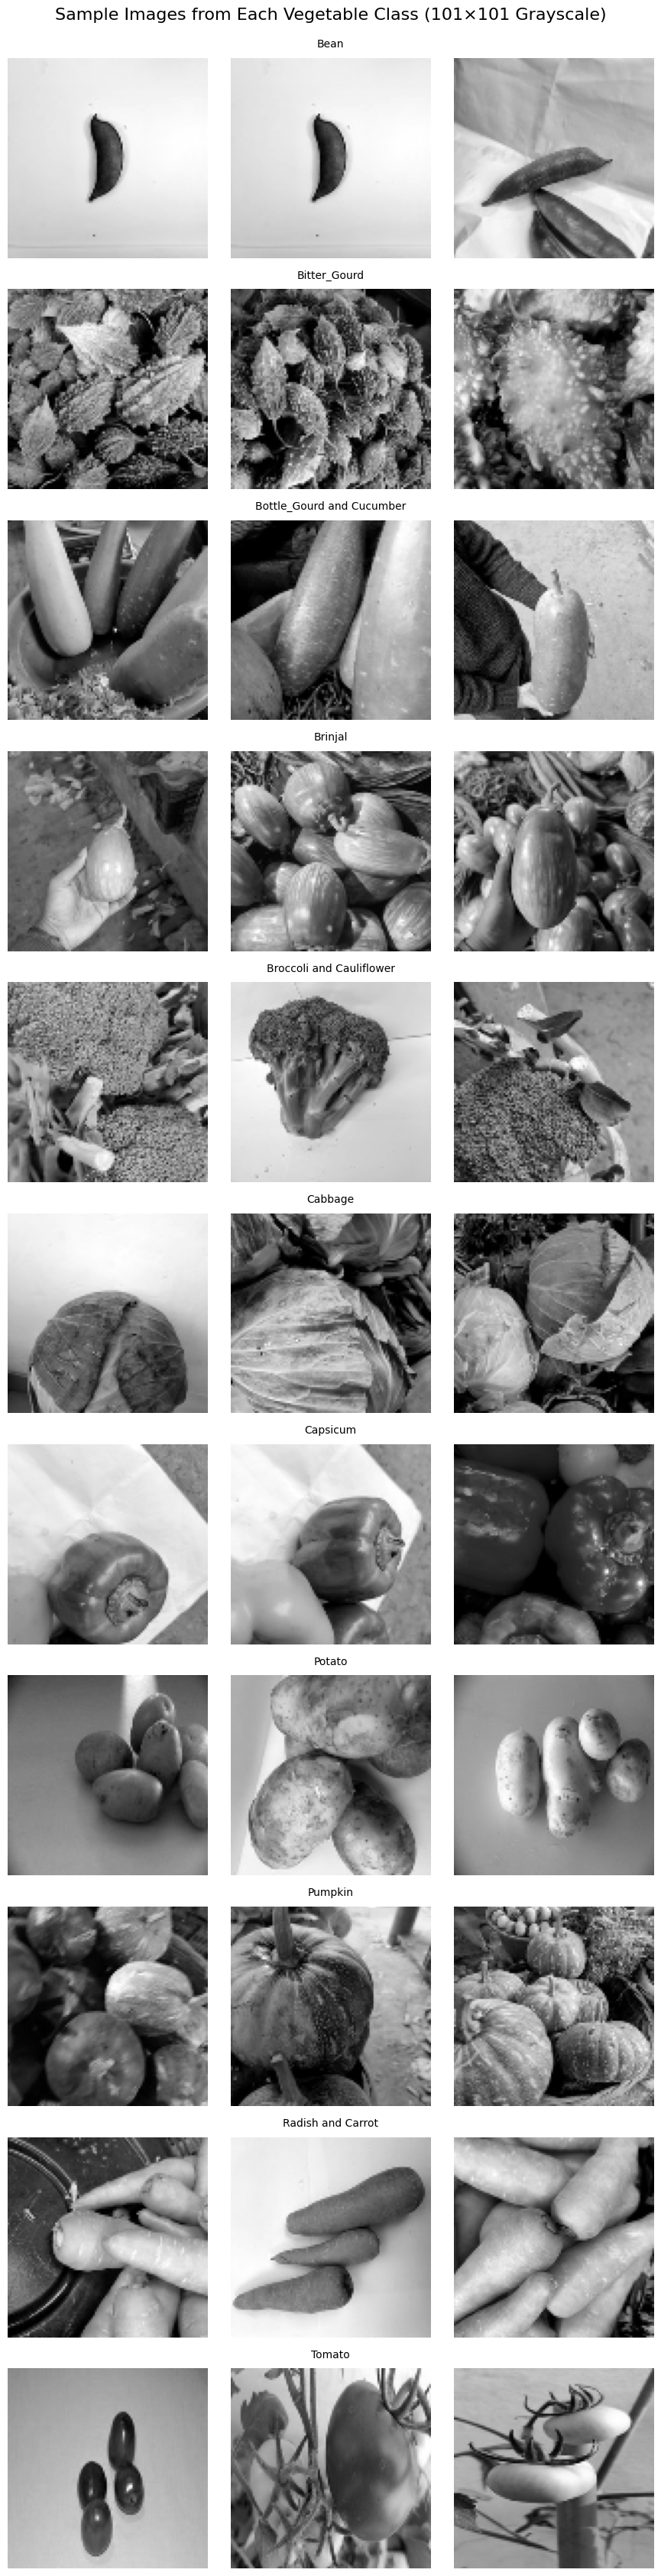 Sample Images from Each Vegetable Class (101×101 Grayscale)
Bean
Bitter_Gourd
Bottle_Gourd and Cucumber
Brinjal
Broccoli and Cauliflower
Cabbage
Capsicum
Potato
Pumpkin
Radish and Carrot
Tomato